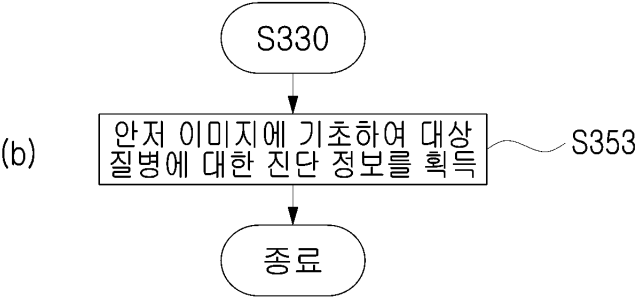 S330
(b)
안저 이미지에 기초하여 대상
질병에 대한 진단 정보를 획득
S353
종료